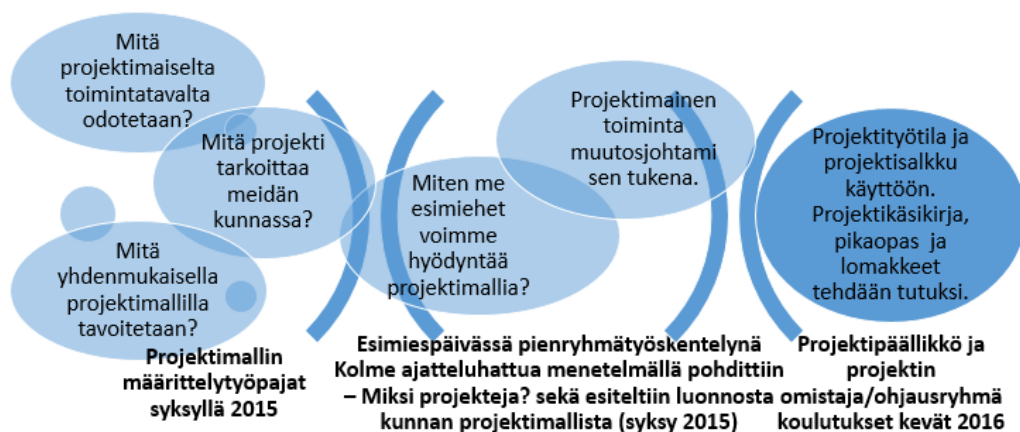 Mitä
projektimaiselta
toimintatavalta
odotetaan?
Mitä projekti
tarkoittaa
meidän
kunnassa?
Mitä
yhdenmukaisella
projektimallilla
tavoitetaan?
Miten me
esimiehet
voimme
hyödyntää
projektimallia?
Projektimainen
toiminta
muutosjohtami
sen tukena.
Projektityötila ja
projektisalkku
käyttöön.
Projektikäsikirja,
pikaopas ja
lomakkeet
tehdään tutuksi.
Projektimallin
määrittelytyöpajat
syksyllä 2015
Esimiespäivässä pienryhmätyöskentelynä
Kolme ajatteluhattua menetelmällä pohdittiin
– Miksi projekteja? sekä esiteltiin luonnosta
kunnan projektimallista (syksy 2015)
Projektipäällikkö ja
projektin
omistaja/ohjausryhmä
koulutukset kevät 2016